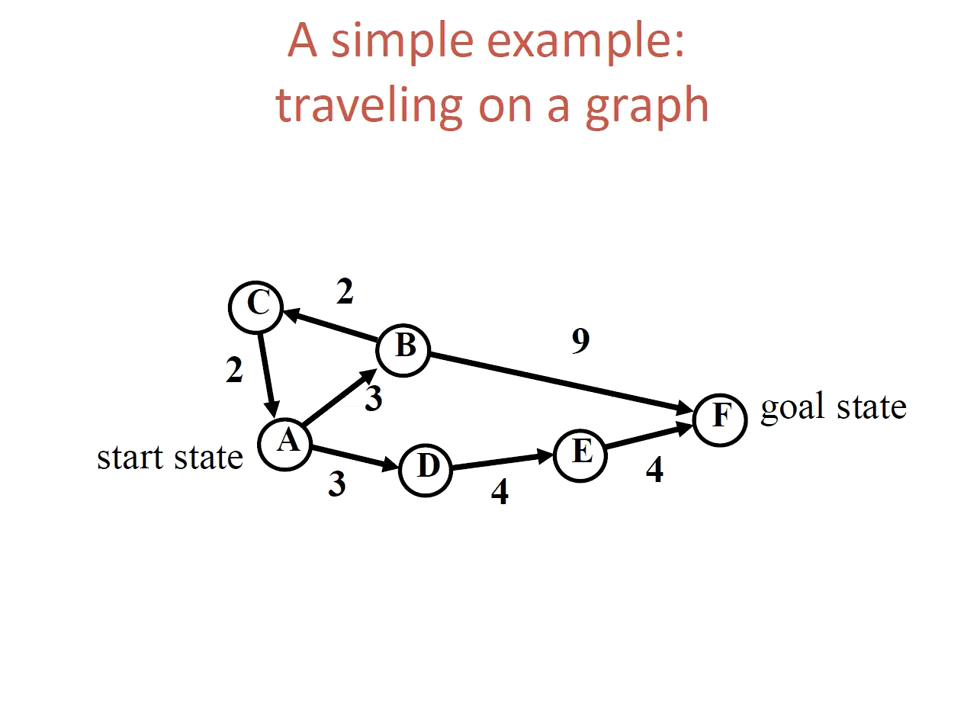 A simple example:
traveling on a graph
C
2
B
9
2
3
F
goal state
start state
A
D
E
3
4
4